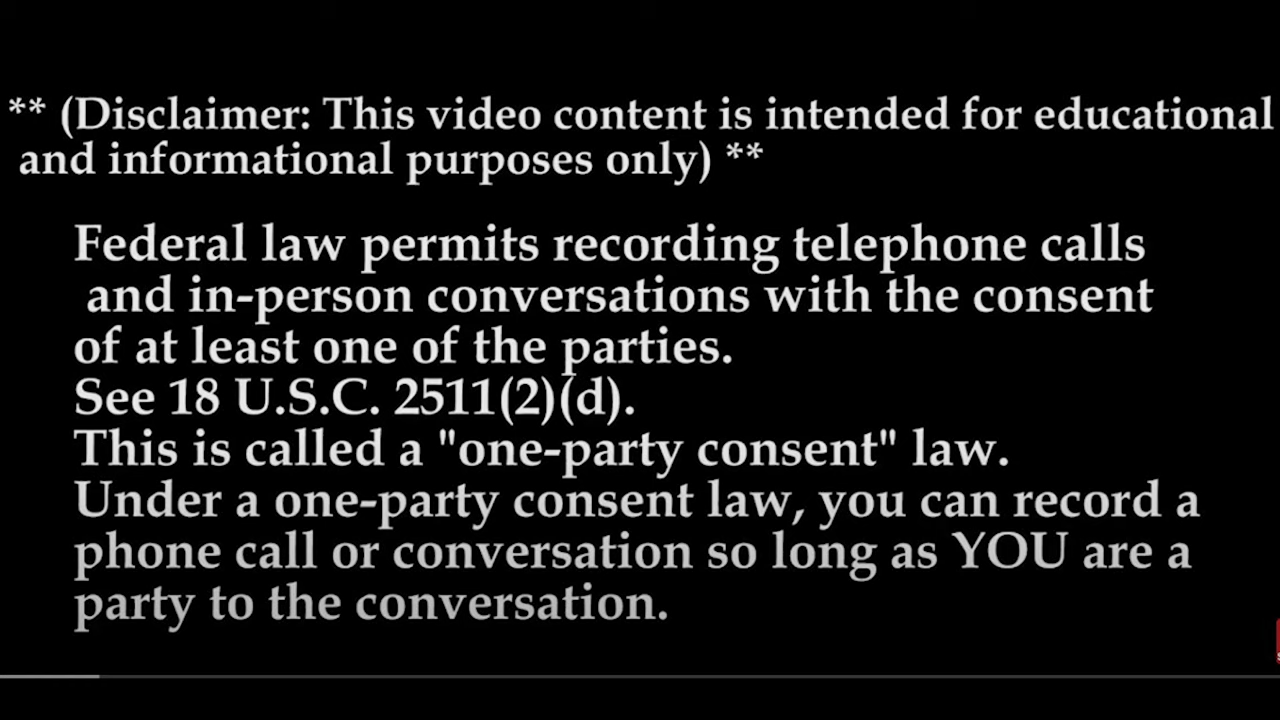 ** (Disclaimer: This video content is intended for educational
and informational purposes only) **
Federal law permits recording telephone calls
and in-person conversations with the consent
of at least one of the parties.
See 18 U.S.C. 2511(2)(d).
This is called a "one-party consent" law.
Under a one-party consent law, you can record a
phone call or conversation so long as YOU are a
party to the conversation.